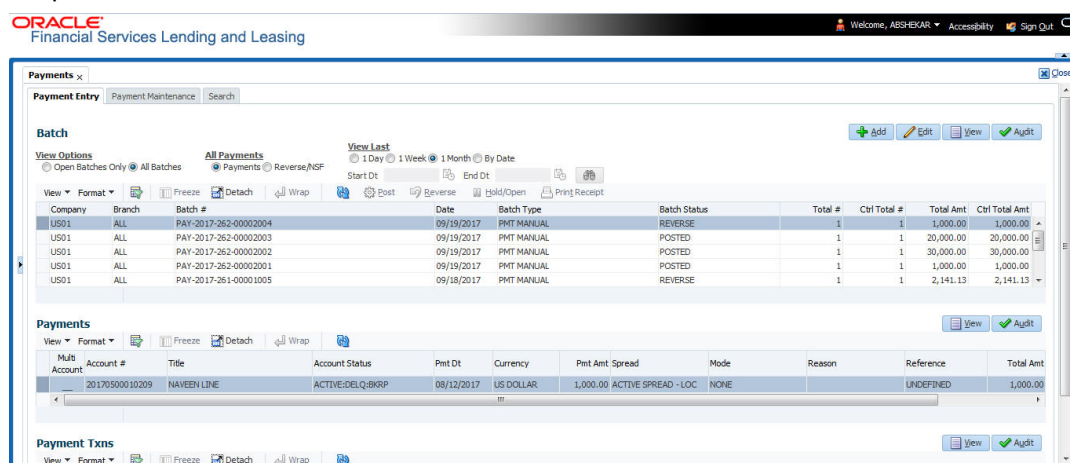 ORACLE
Financial Services Lending and Leasing
Welcome, ABSHEKAR Accessibility Sign Out
Payments x Close
Payment Entry Payment Maintenance Search
Batch Add Edit View Audit
View Options All Payments View Last
Open Batches Only All Batches Payments Reverse/NSF 1 Day 1 Week 1 Month By Date
Start Dt End Dt
View Format Freeze Detach Wrap Post Reverse Hold/Open Print Receipt
Company Branch Batch # Date Batch Type Batch Status Total # Ctrl Total # Total Amt Ctrl Total Amt
US01 ALL PAY-2017-262-00002004 09/19/2017 PMT MANUAL REVERSE 1 1 1,000.00 1,000.00
US01 ALL PAY-2017-262-00002003 09/19/2017 PMT MANUAL POSTED 1 1 20,000.00 20,000.00
US01 ALL PAY-2017-262-00002002 09/19/2017 PMT MANUAL POSTED 1 1 30,000.00 30,000.00
US01 ALL PAY-2017-262-00002001 09/19/2017 PMT MANUAL POSTED 1 1 1,000.00 1,000.00
US01 ALL PAY-2017-261-00001005 09/18/2017 PMT MANUAL REVERSE 1 1 2,141.13 2,141.13
Payments View Audit
View Format Freeze Detach Wrap
Multi Account Account # Title Account Status Pmt Dt Currency Pmt Amt Spread Mode Reason Reference Total Amt
20170500010209 NAVEEN LINE ACTIVE:DELQ:BKRP 08/12/2017 US DOLLAR 1,000.00 ACTIVE SPREAD - LOC NONE UNDEFINED 1,000.00
Payment Txns View Audit
View Format Freeze Detach Wrap